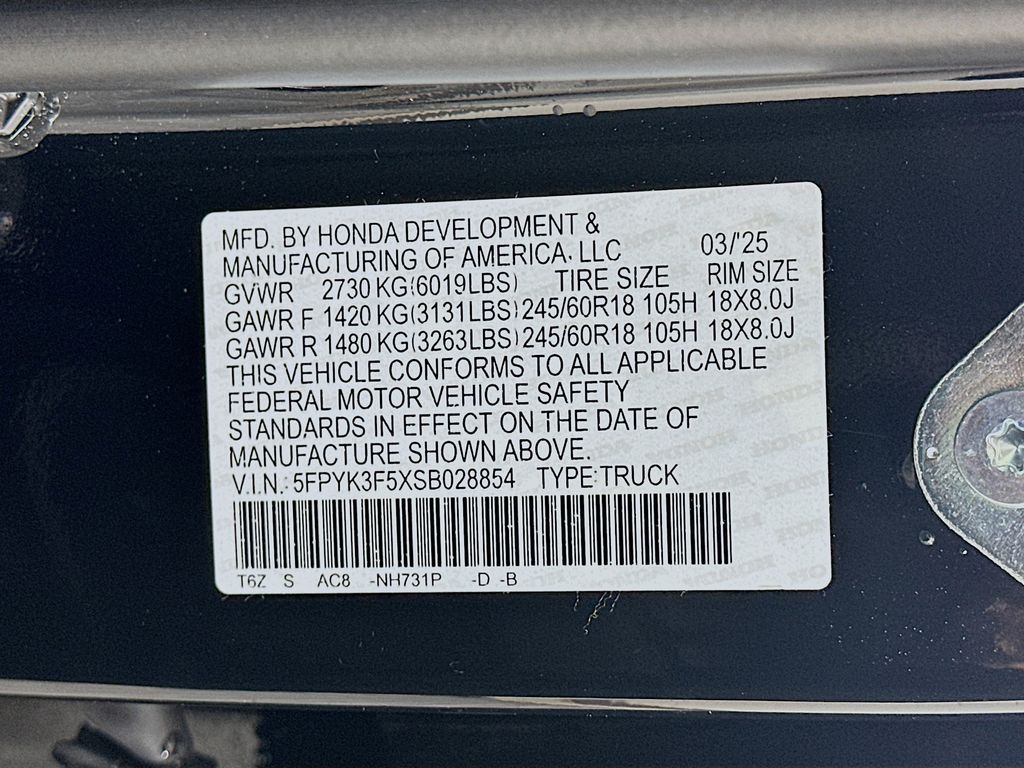 MFD. BY HONDA DEVELOPMENT &
MANUFACTURING OF AMERICA, LLC 03/'25
GVWR 2730 KG(6019LBS) TIRE SIZE RIM SIZE
GAWR F 1420 KG(3131LBS) 245/60R18 105H 18X8.0J
GAWR R 1480 KG(3263LBS) 245/60R18 105H 18X8.0J
THIS VEHICLE CONFORMS TO ALL APPLICABLE
FEDERAL MOTOR VEHICLE SAFETY
STANDARDS IN EFFECT ON THE DATE OF
MANUFACTURE SHOWN ABOVE.
V.I.N.: 5FPYK3F5XSB028854 TYPE:TRUCK
T6Z S AC8 -NH731P -D -B